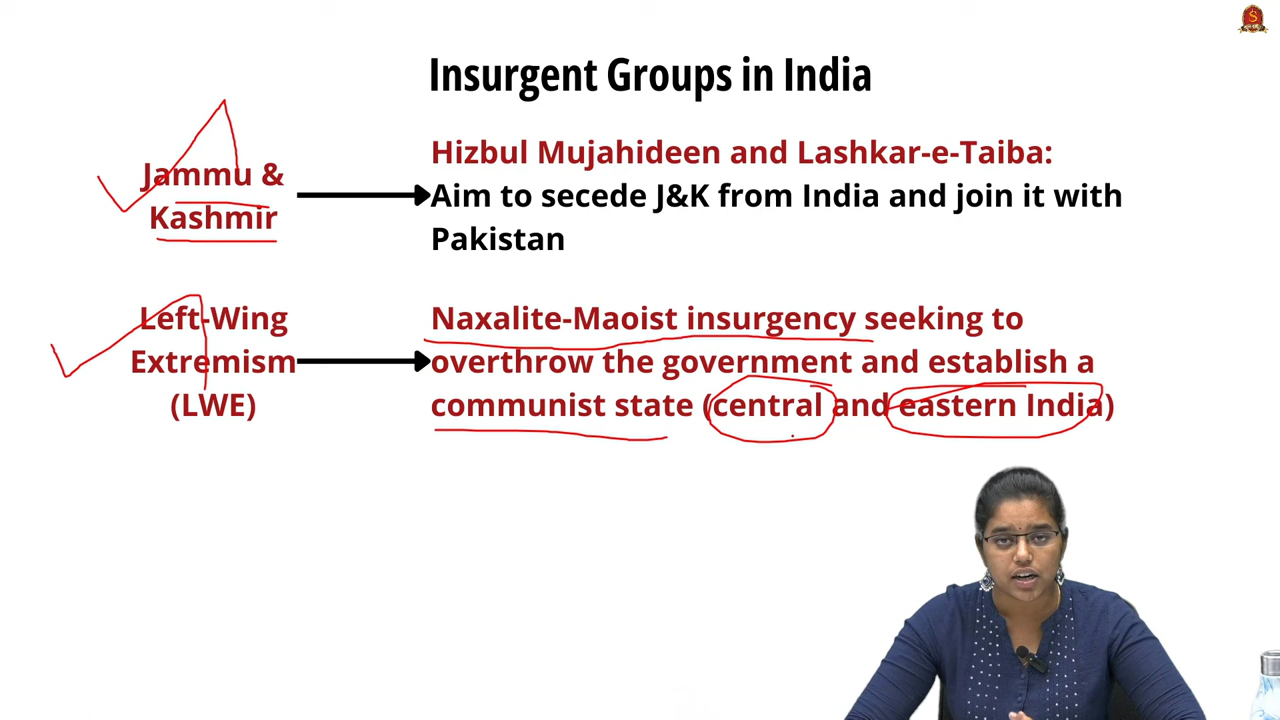 Insurgent Groups in India
Jammu &
Kashmir
Hizbul Mujahideen and Lashkar-e-Taiba:
Aim to secede J&K from India and join it with
Pakistan
Left-Wing
Extremism
(LWE)
Naxalite-Maoist insurgency seeking to
overthrow the government and establish a
communist state (central and eastern India)